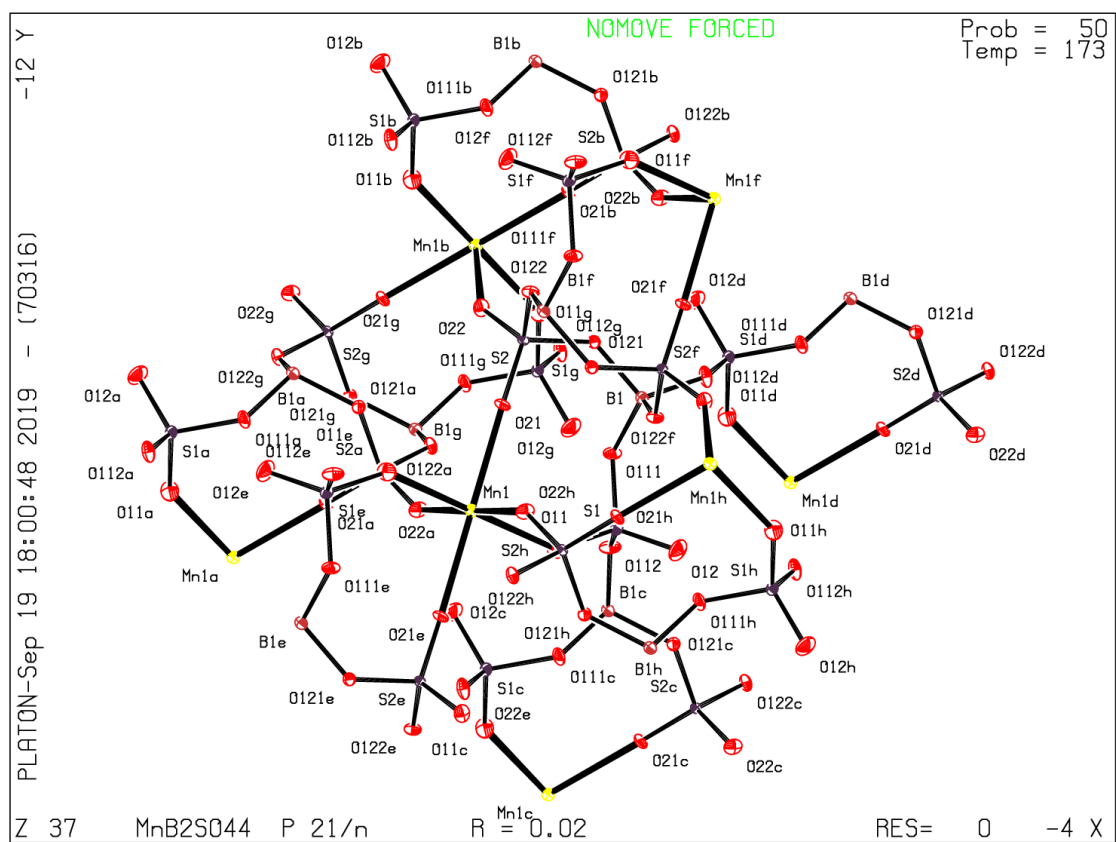 NOMOVE FORCED
Prob = 50
Temp = 173
-12 Y
PLATON-Sep 19 18:00:48 2019 - (70316)
O12b
B1b
O111b
O121b
S1b
O112b
O12f
O112f
S2b
O122b
O11b
S1f
O11f
O21b
O22b
Mn1f
Mn1b
O111f
O122
B1f
O12d
O21f
B1d
O22g
O21g
O22
O11g
O112g
O121
O111d
O121d
S2g
S2
S1d
O122d
O12a
O122g
O111g
S1g
S2f
S2d
B1a
O121a
B1
O112d
O11d
O121g
O21
O122f
S1a
O111a
O11e
B1g
O12g
O21d
O22d
O112a
O112e
S2a
O111
O12e
O122a
Mn1
O22h
Mn1h
Mn1d
O11a
S1e
O11
S1
O21h
O21a
O22a
S2h
O11h
Mn1a
O112
O12
S1h
O122h
O112h
O111e
O12c
B1c
O21e
O121h
O111h
B1e
O121c
O12h
O111c
B1h
S1c
S2c
O121e
S2e
O122c
O22e
O122e
O11c
O21c
O22c
Mn1c
Z 37 MnB2SO44 P 21/n R = 0.02 RES= 0 -4 X